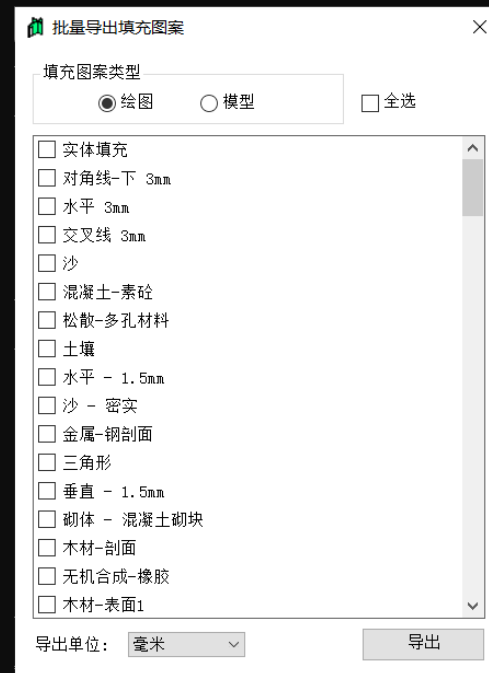 批量导出填充图案
填充图案类型
绘图 模型 全选
实体填充
对角线-下 3mm
水平 3mm
交叉线 3mm
沙
混凝土-素砼
松散-多孔材料
土壤
水平 - 1.5mm
沙 - 密实
金属-钢剖面
三角形
垂直 - 1.5mm
砌体 - 混凝土砌块
木材-剖面
无机合成-橡胶
木材-表面1
导出单位: 毫米 导出